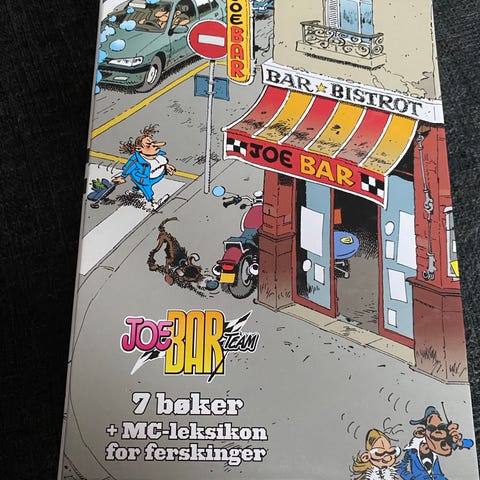 JOE
BAR
BAR ★ BISTROT
JOE BAR
JOE
BAR
TEAM
7 bøker
+ MC-leksikon
for ferskinger